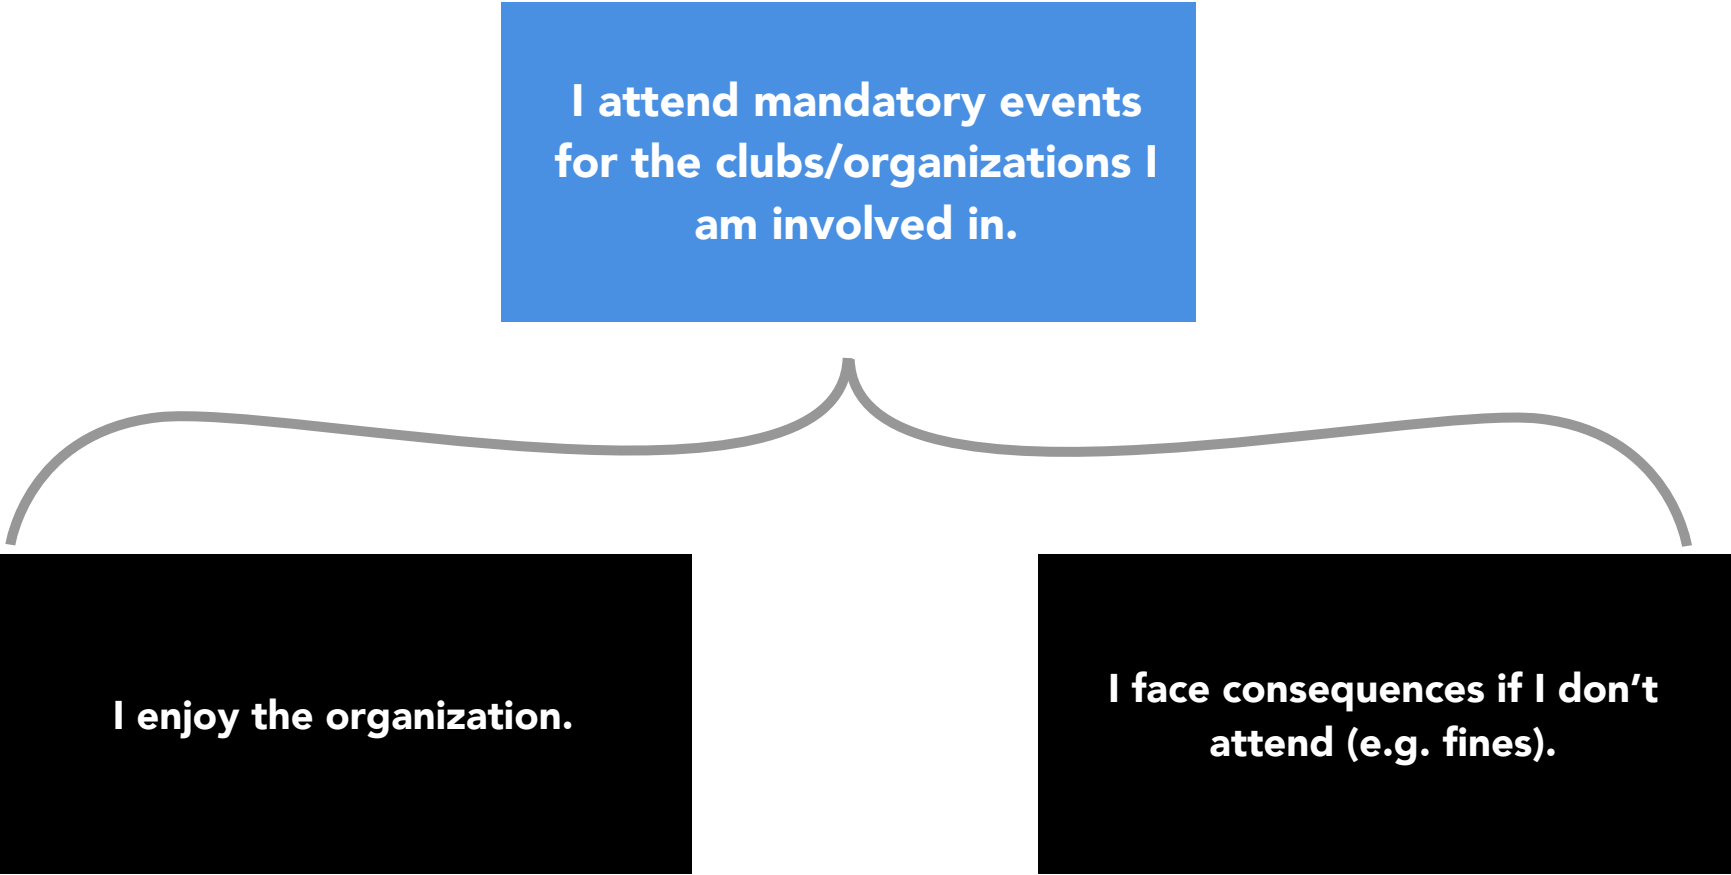 I attend mandatory events
for the clubs/organizations I
am involved in.
I enjoy the organization.
I face consequences if I don’t
attend (e.g. fines).